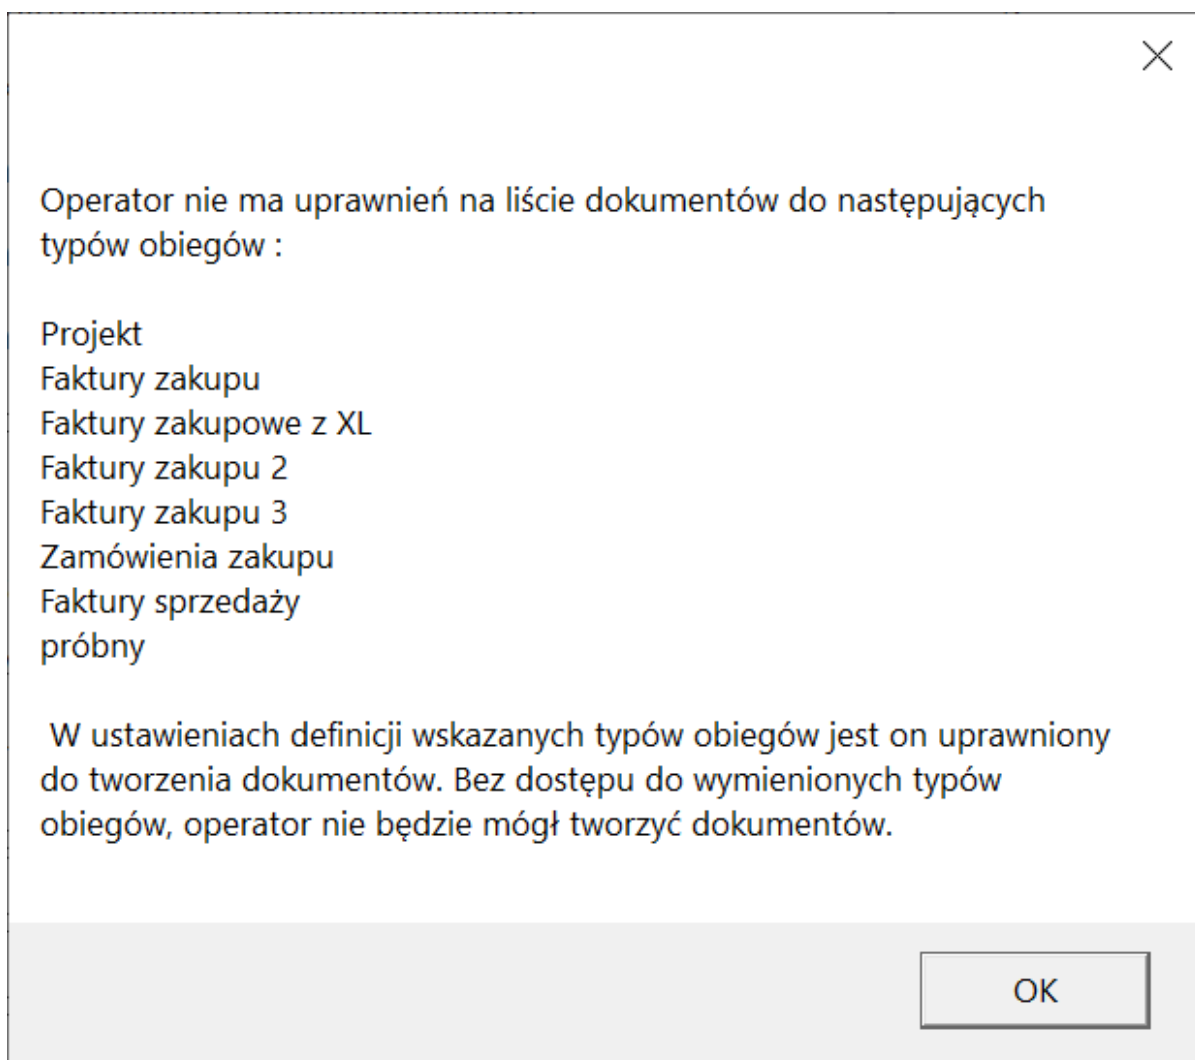 Operator nie ma uprawnień na liście dokumentów do następujących
typów obiegów :
Projekt
Faktury zakupu
Faktury zakupowe z XL
Faktury zakupu 2
Faktury zakupu 3
Zamówienia zakupu
Faktury sprzedaży
próbny
W ustawieniach definicji wskazanych typów obiegów jest on uprawniony
do tworzenia dokumentów. Bez dostępu do wymienionych typów
obiegów, operator nie będzie mógł tworzyć dokumentów.
OK